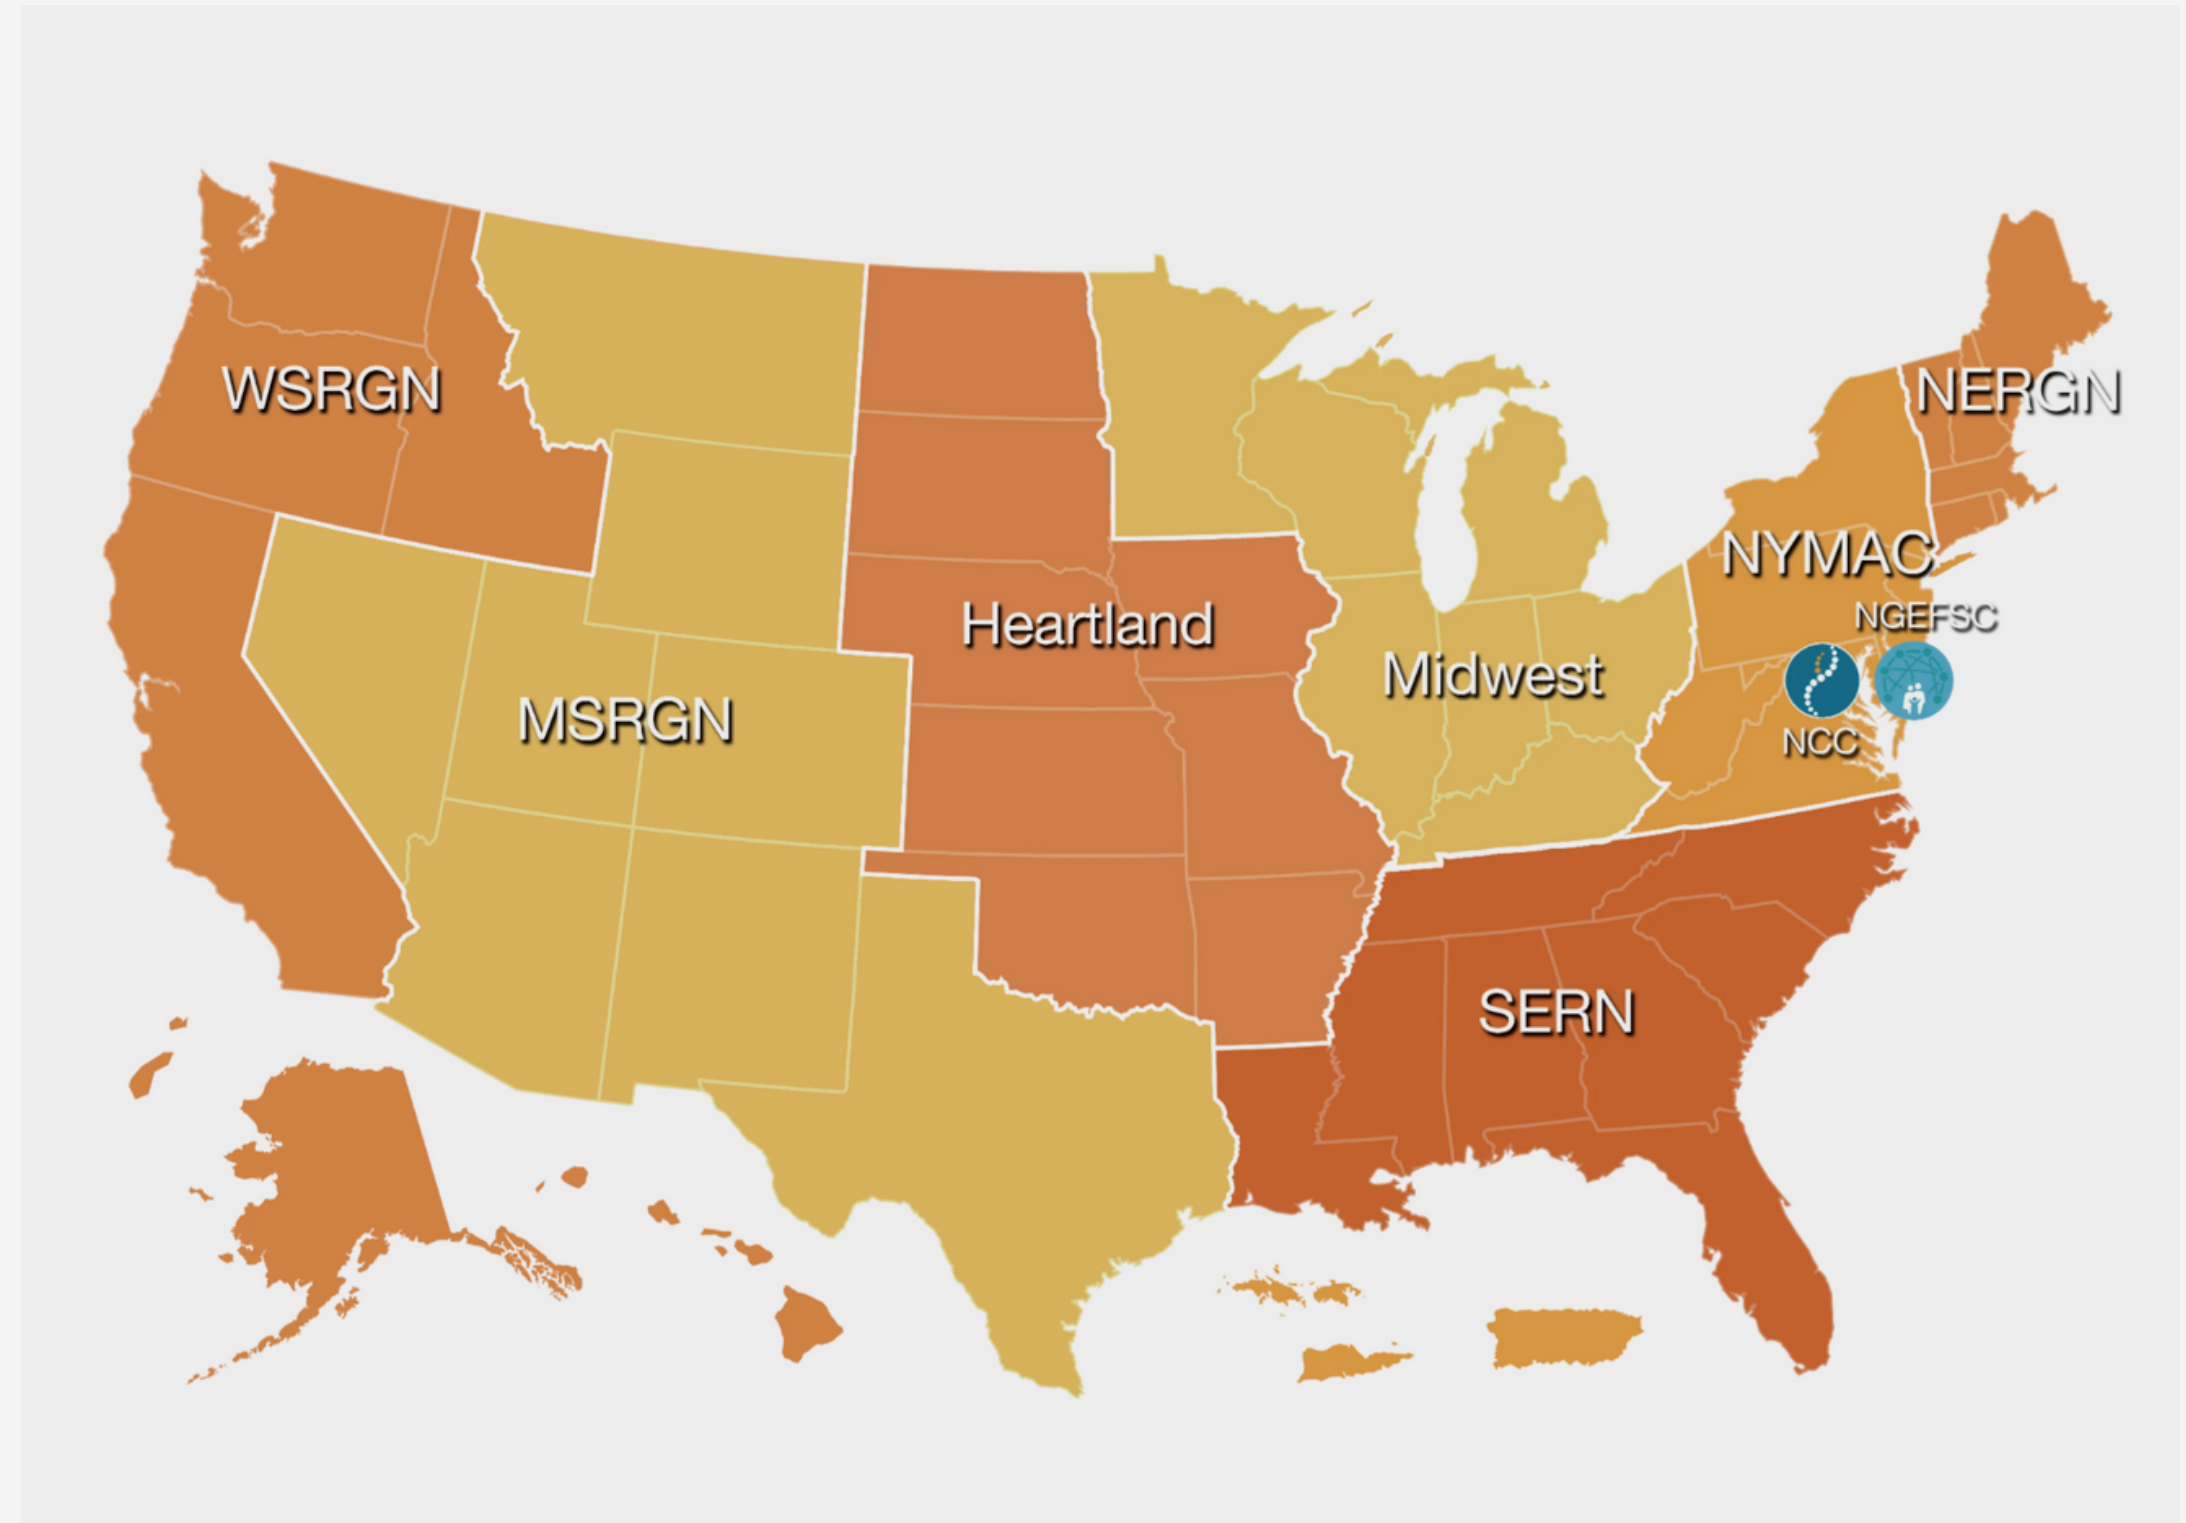 WSRGN
NERGN
NYMAC
NGEFSC
Heartland
Midwest
MSRGN
NCC
SERN